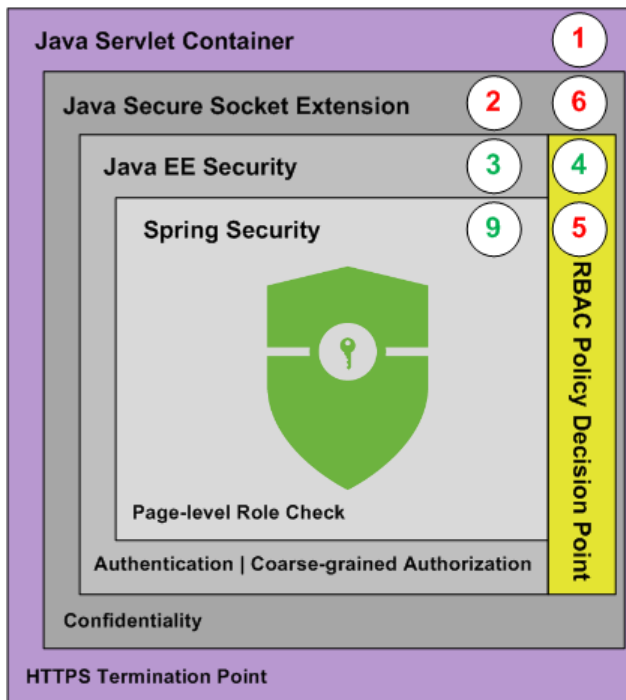 Java Servlet Container 1
Java Secure Socket Extension 2 6
Java EE Security 3 4
Spring Security 9 5
RBAC Policy Decision Point
Page-level Role Check
Authentication | Coarse-grained Authorization
Confidentiality
HTTPS Termination Point